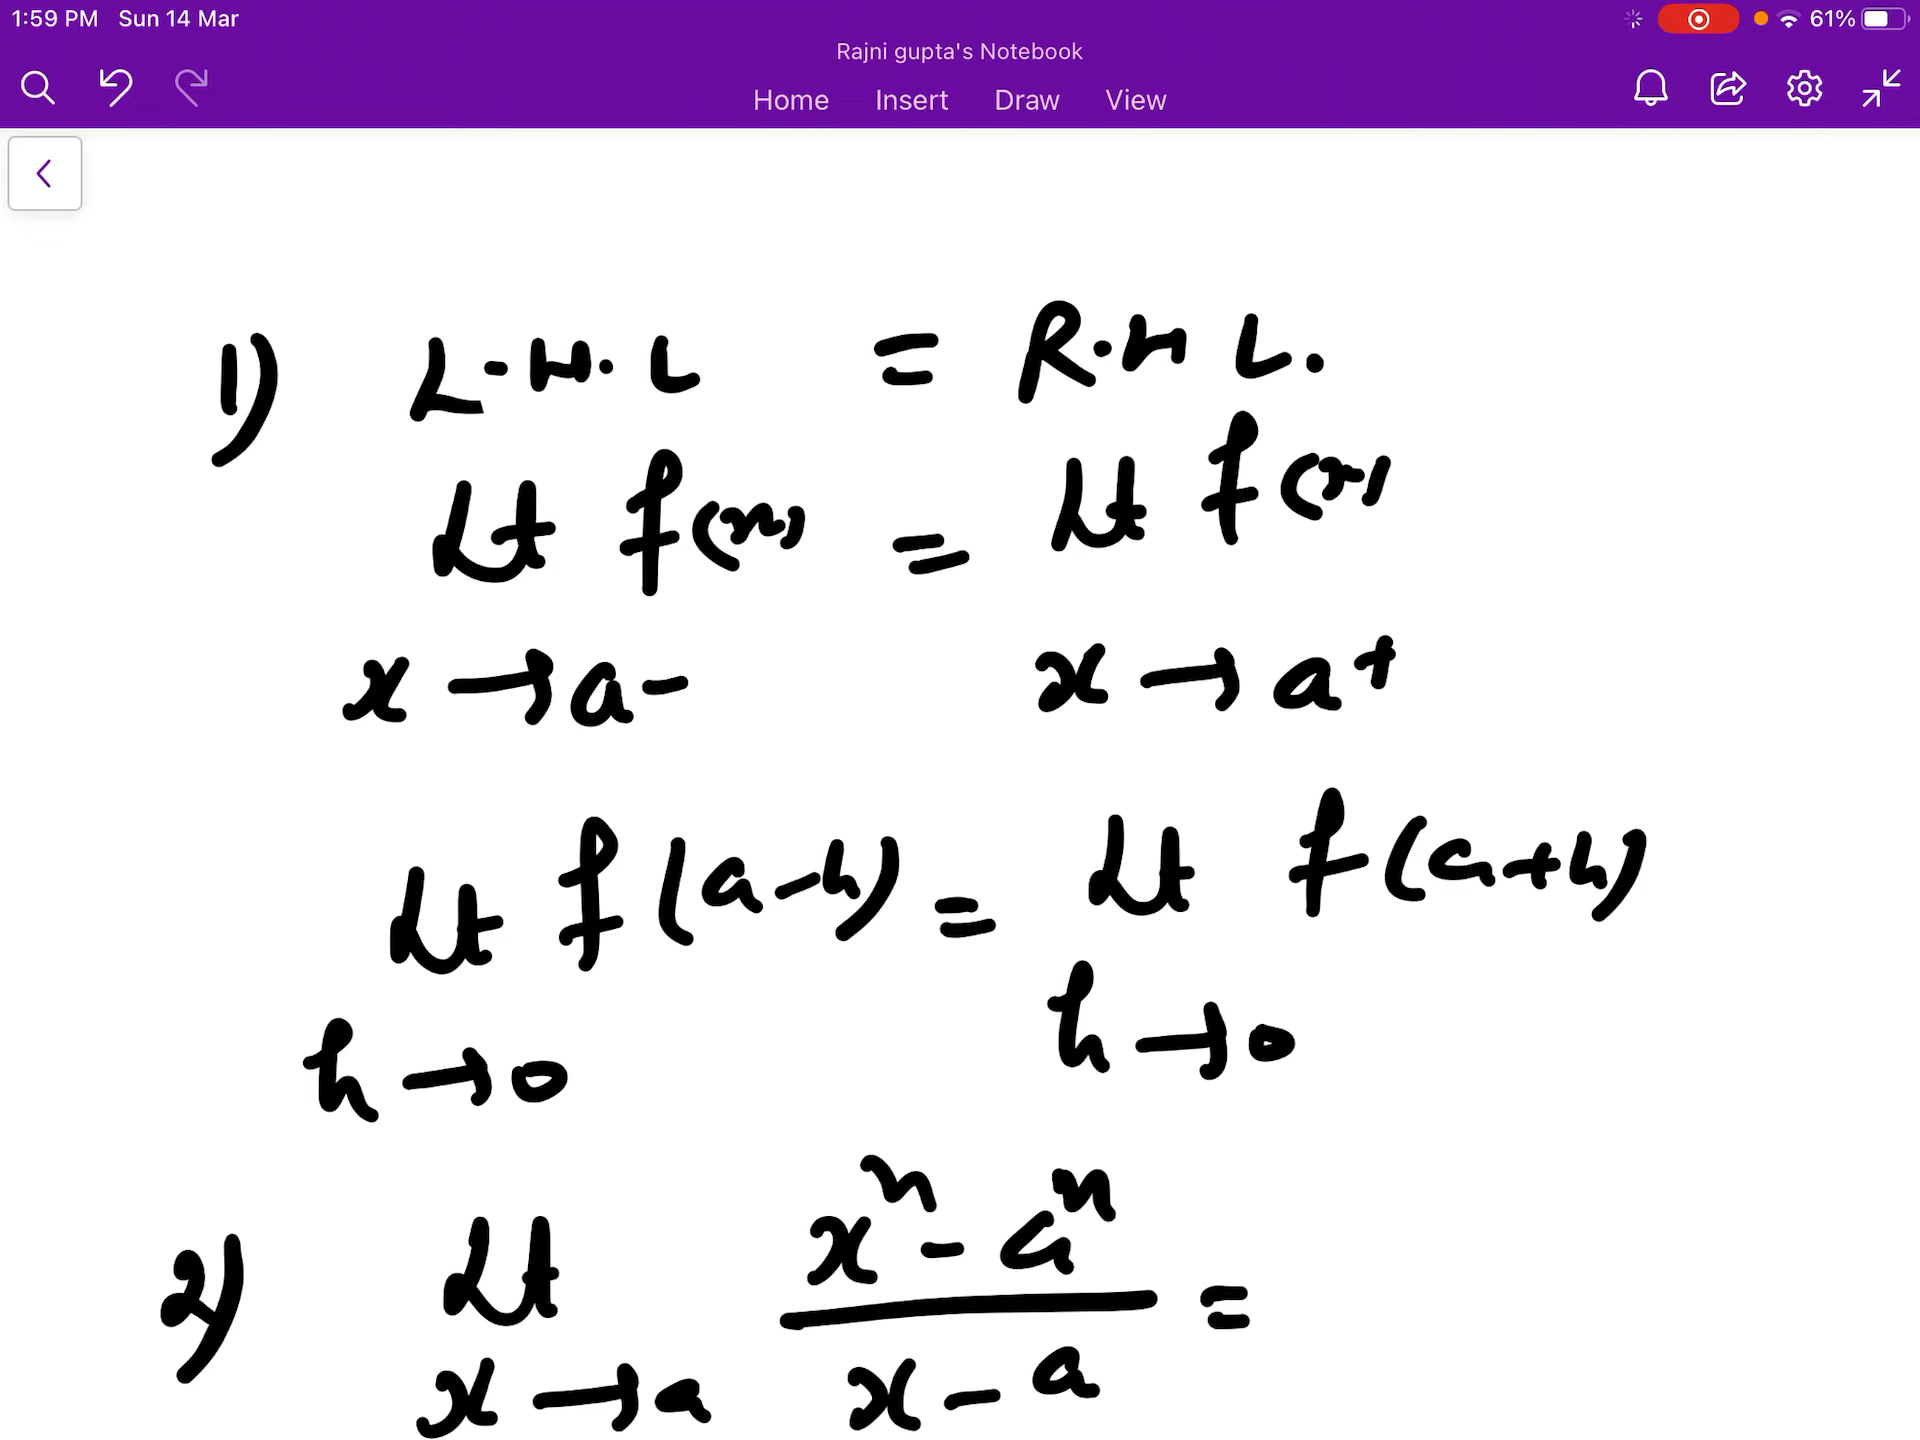 1:59 PM Sun 14 Mar 61%
Rajni gupta's Notebook
Home Insert Draw View
1) L.H.L = R.H L.
Lt f(x) = Lt f(x)
x → a- x → a+
Lt f(a-h) = Lt f(a+h)
h → 0 h → 0
2) Lt xⁿ - aⁿ =
x → a x - a